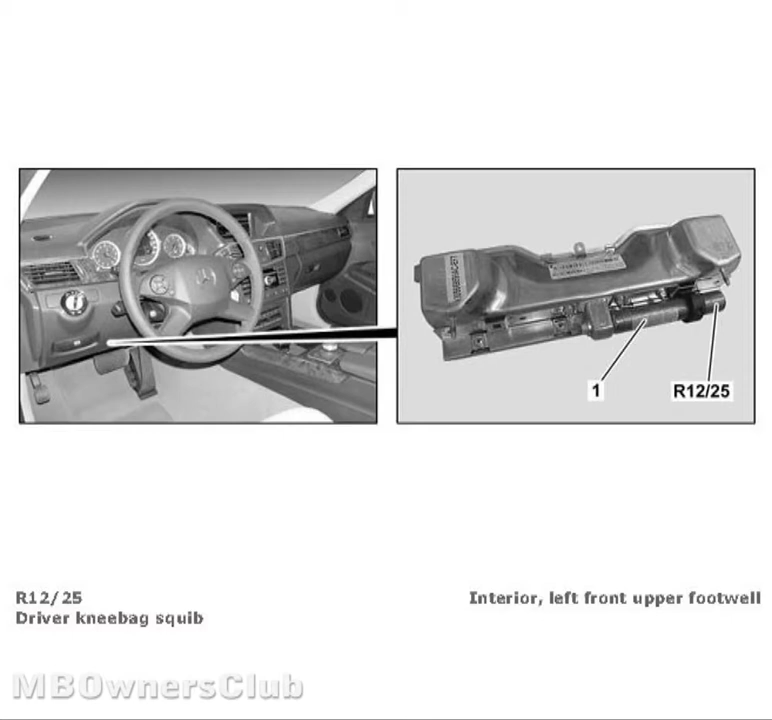 1
R12/25
R12/25
Driver kneebag squib
Interior, left front upper footwell
MBOwnersClub